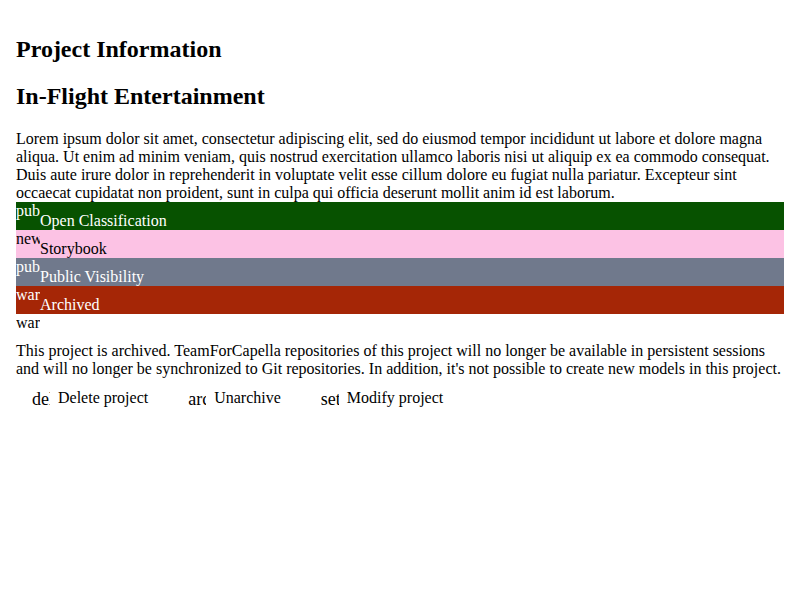 Project Information
In-Flight Entertainment
Lorem ipsum dolor sit amet, consectetur adipiscing elit, sed do eiusmod tempor incididunt ut labore et dolore magna
aliqua. Ut enim ad minim veniam, quis nostrud exercitation ullamco laboris nisi ut aliquip ex ea commodo consequat.
Duis aute irure dolor in reprehenderit in voluptate velit esse cillum dolore eu fugiat nulla pariatur. Excepteur sint
occaecat cupidatat non proident, sunt in culpa qui officia deserunt mollit anim id est laborum.
pub Open Classification
new Storybook
pub Public Visibility
war Archived
war
This project is archived. TeamForCapella repositories of this project will no longer be available in persistent sessions
and will no longer be synchronized to Git repositories. In addition, it's not possible to create new models in this project.
de Delete project arc Unarchive set Modify project